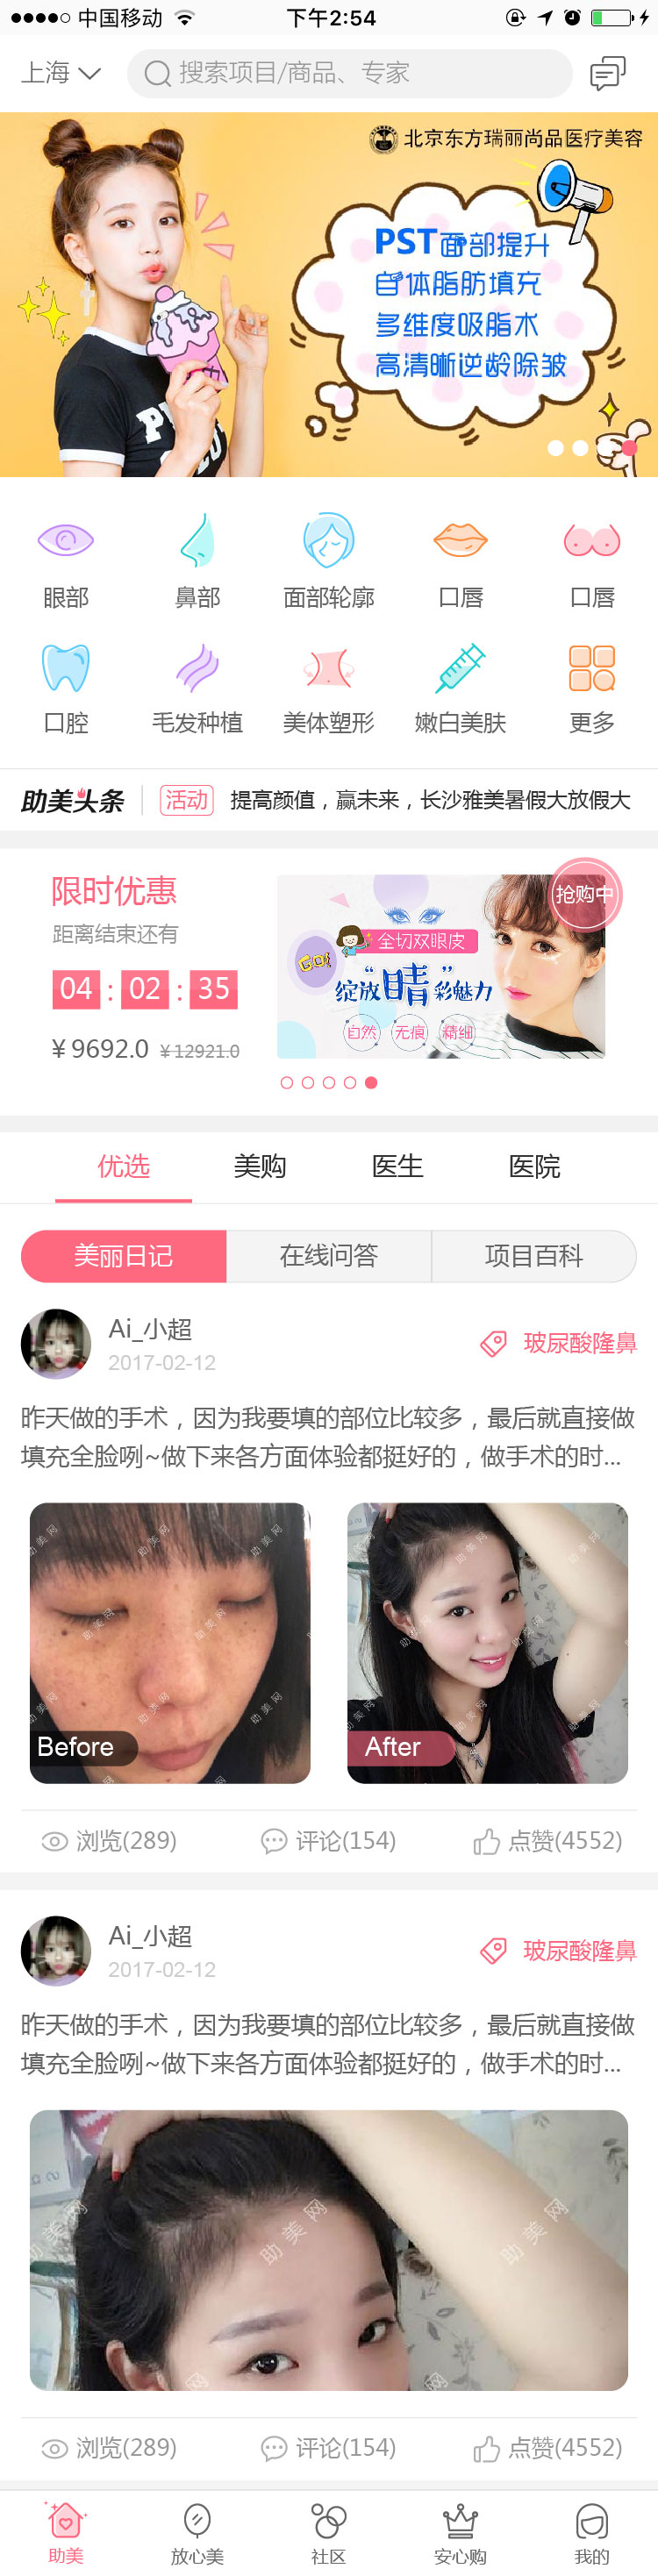 中国移动 下午2:54
上海 搜索项目/商品、专家
北京东方瑞丽尚品医疗美容
PST面部提升
自体脂肪填充
多维度吸脂术
高清晰逆龄除皱
眼部 鼻部 面部轮廓 口唇 口唇
口腔 毛发种植 美体塑形 嫩白美肤 更多
助美头条 活动 提高颜值，赢未来，长沙雅美暑假大放假大
限时优惠
距离结束还有
04 : 02 : 35
¥ 9692.0 ¥ 12921.0
抢购中
全切双眼皮
GO!
绽放“睛”彩魅力
自然 无痕 精细
优选 美购 医生 医院
美丽日记 在线问答 项目百科
Ai_小超
2017-02-12
玻尿酸隆鼻
昨天做的手术，因为我要填的部位比较多，最后就直接做
填充全脸咧~做下来各方面体验都挺好的，做手术的时...
助美网
Before After
浏览(289) 评论(154) 点赞(4552)
Ai_小超
2017-02-12
玻尿酸隆鼻
昨天做的手术，因为我要填的部位比较多，最后就直接做
填充全脸咧~做下来各方面体验都挺好的，做手术的时...
助美网 助美网 助美网
浏览(289) 评论(154) 点赞(4552)
助美 放心美 社区 安心购 我的